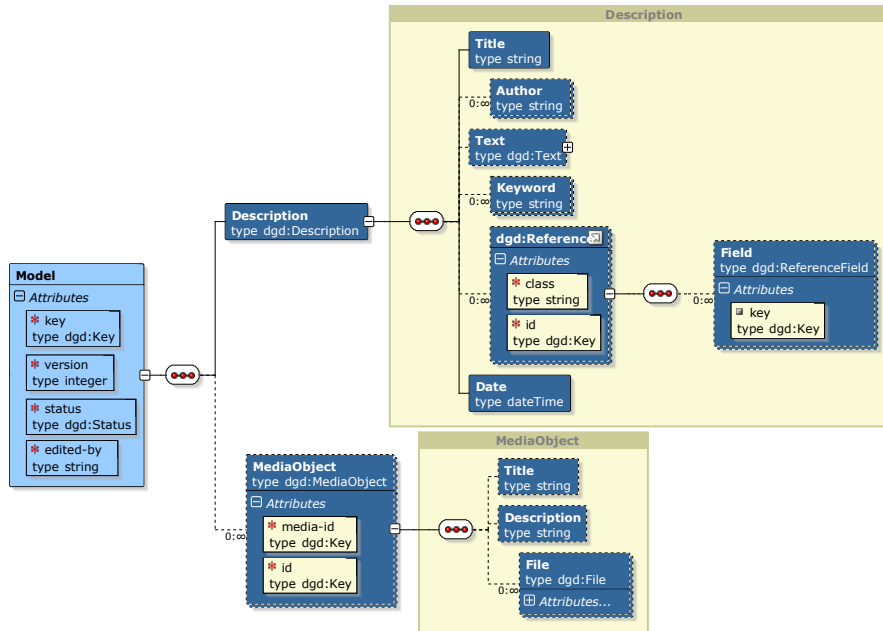 Description
Title
type string
Author
type string
0:∞
Text
type dgd:Text
Keyword
type string
0:∞
Description
type dgd:Description
dgd:Reference
Attributes
* class
type string
* id
type dgd:Key
0:∞
Field
type dgd:ReferenceField
Attributes
key
type dgd:Key
0:∞
Date
type dateTime
Model
Attributes
* key
type dgd:Key
* version
type integer
* status
type dgd:Status
* edited-by
type string
MediaObject
MediaObject
type dgd:MediaObject
Attributes
* media-id
type dgd:Key
* id
type dgd:Key
0:∞
Title
type string
Description
type string
File
type dgd:File
Attributes...
0:∞